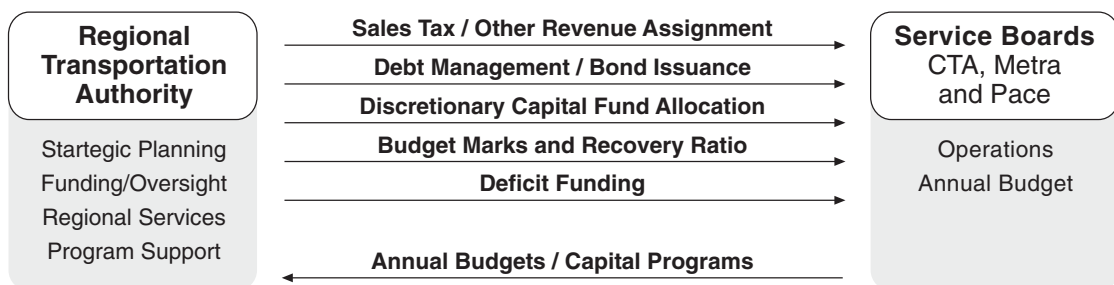 Regional
Transportation
Authority
Startegic Planning
Funding/Oversight
Regional Services
Program Support
Sales Tax / Other Revenue Assignment
Debt Management / Bond Issuance
Discretionary Capital Fund Allocation
Budget Marks and Recovery Ratio
Deficit Funding
Annual Budgets / Capital Programs
Service Boards
CTA, Metra
and Pace
Operations
Annual Budget